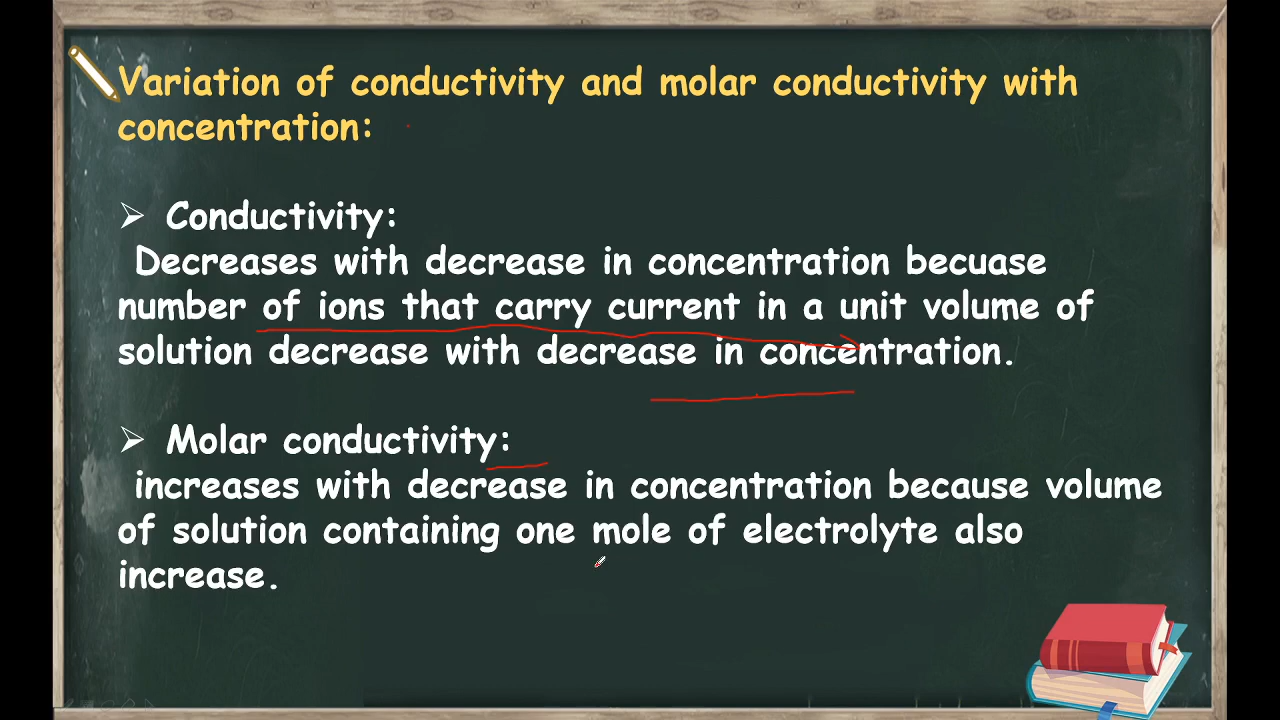 Variation of conductivity and molar conductivity with
concentration:
➢ Conductivity:
Decreases with decrease in concentration becuase
number of ions that carry current in a unit volume of
solution decrease with decrease in concentration.
➢ Molar conductivity:
increases with decrease in concentration because volume
of solution containing one mole of electrolyte also
increase.